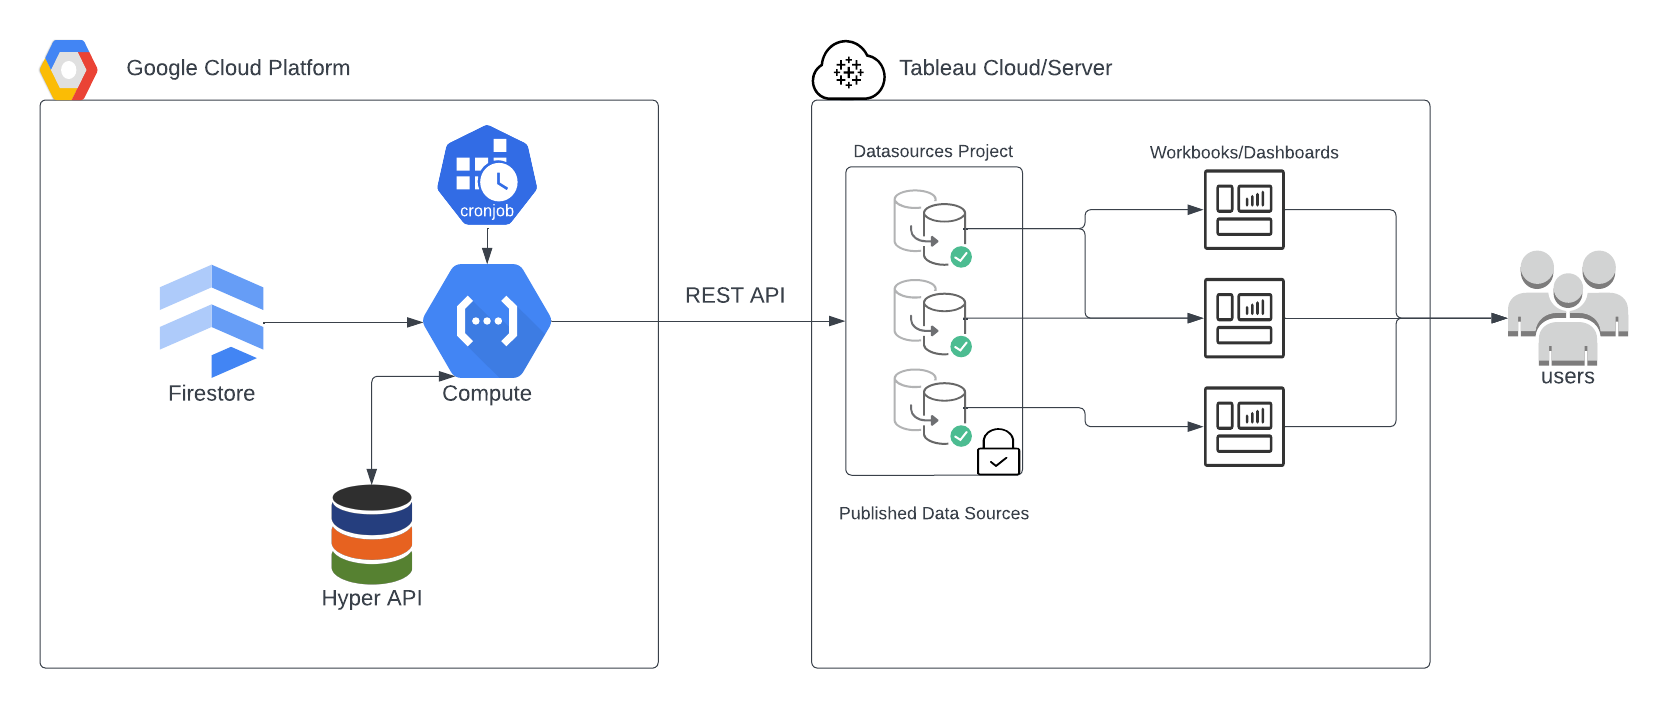 Google Cloud Platform
Tableau Cloud/Server
cronjob
Datasources Project
Workbooks/Dashboards
REST API
Firestore
Compute
users
Published Data Sources
Hyper API